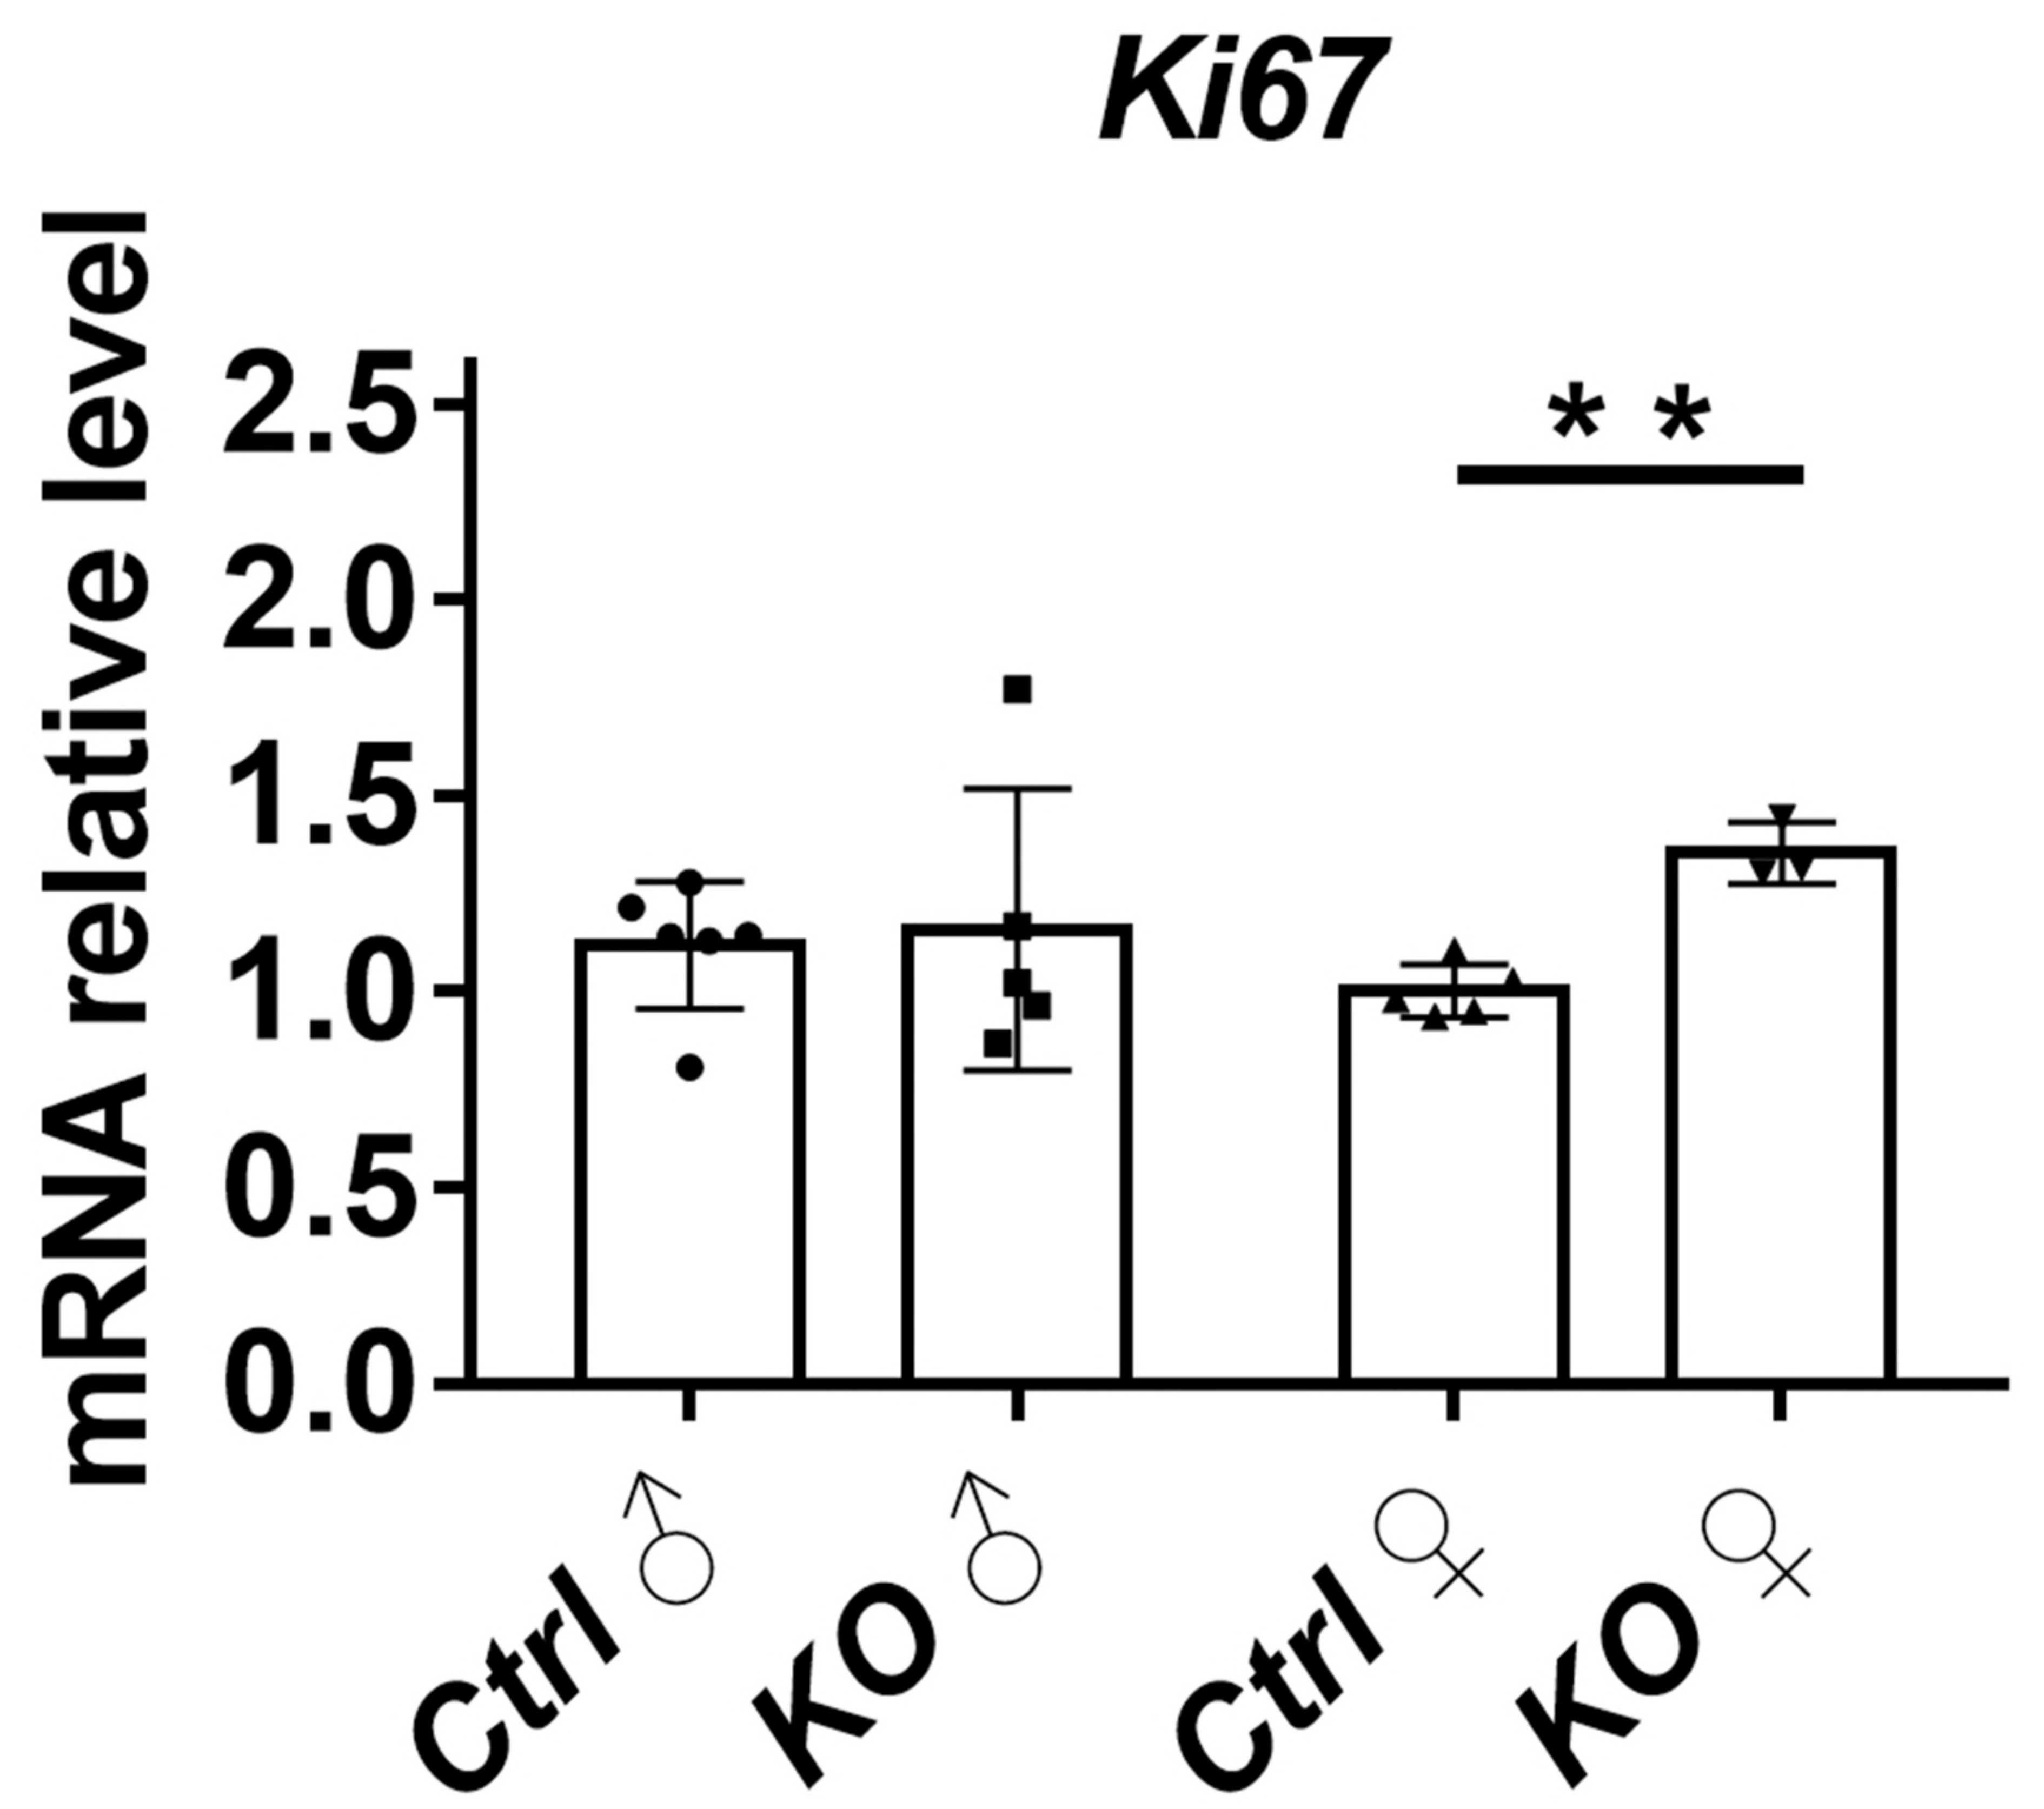 Ki67
mRNA relative level
2.5
2.0
1.5
1.0
0.5
0.0
**
Ctrl ♂
KO ♂
Ctrl ♀
KO ♀